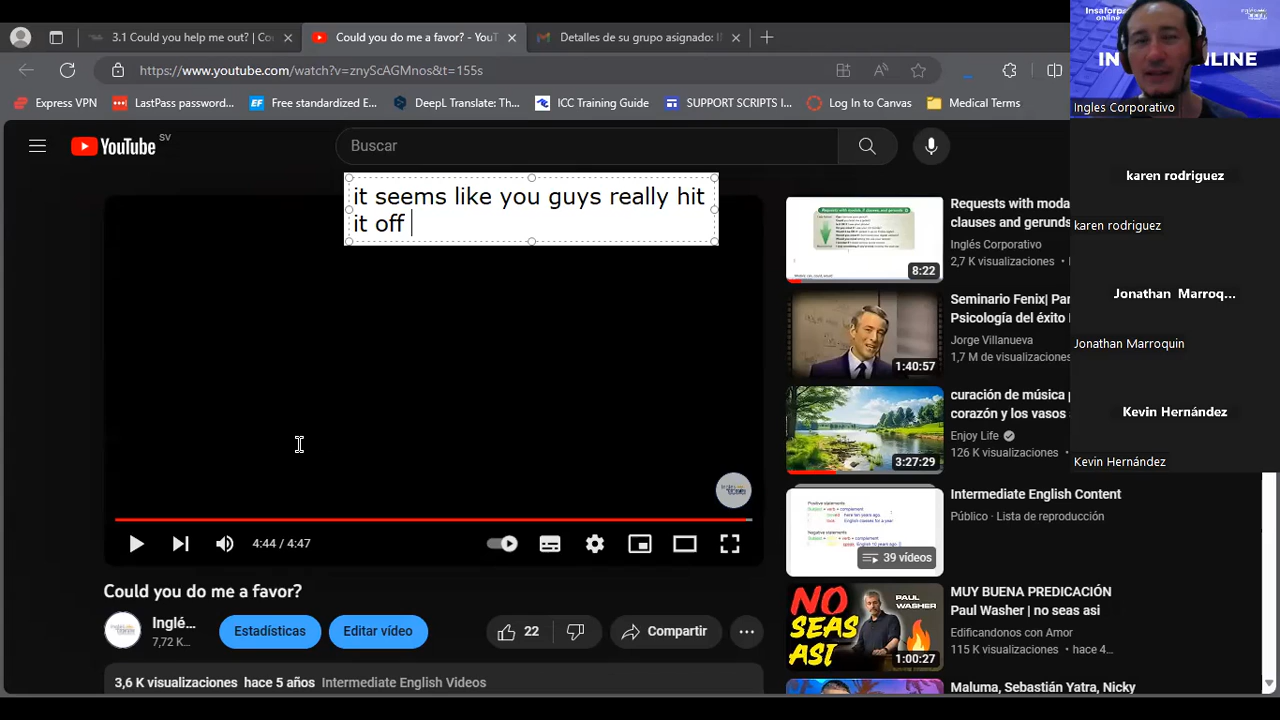 3.1 Could you help me out? | Co
Could you do me a favor? - YouT
Detalles de su grupo asignado: I
https://www.youtube.com/watch?v=znyScAGMnos&t=155s
Express VPN
LastPass password...
Free standardized E...
DeepL Translate: Th...
ICC Training Guide
SUPPORT SCRIPTS I...
Log In to Canvas
Medical Terms
YouTube SV
Buscar
it seems like you guys really hit
it off
4:44 / 4:47
Could you do me a favor?
Inglé...
7,72 K...
Estadísticas
Editar video
22
Compartir
3,6 K visualizaciones hace 5 años Intermediate English Videos
Requests with moda
clauses and gerunds
Inglés Corporativo
2,7 K visualizaciones •
8:22
Seminario Fenix| Par
Psicología del éxito
Jorge Villanueva
1,7 M de visualizaciones
1:40:57
curación de música p
corazón y los vasos
Enjoy Life
126 K visualizaciones •
3:27:29
Intermediate English Content
Público • Lista de reproducción
Positive statements
Negative statements
39 videos
MUY BUENA PREDICACIÓN
Paul Washer | no seas asi
Edificandonos con Amor
115 K visualizaciones • hace 4...
NO
SEAS
ASI
PAUL
WASHER
1:00:27
Maluma, Sebastián Yatra, Nicky
Insaforp
online
IN
NLINE
Ingles Corporativo
karen rodriguez
karen rodriguez
Jonathan Marroq...
Jonathan Marroquin
Kevin Hernández
Kevin Hernández